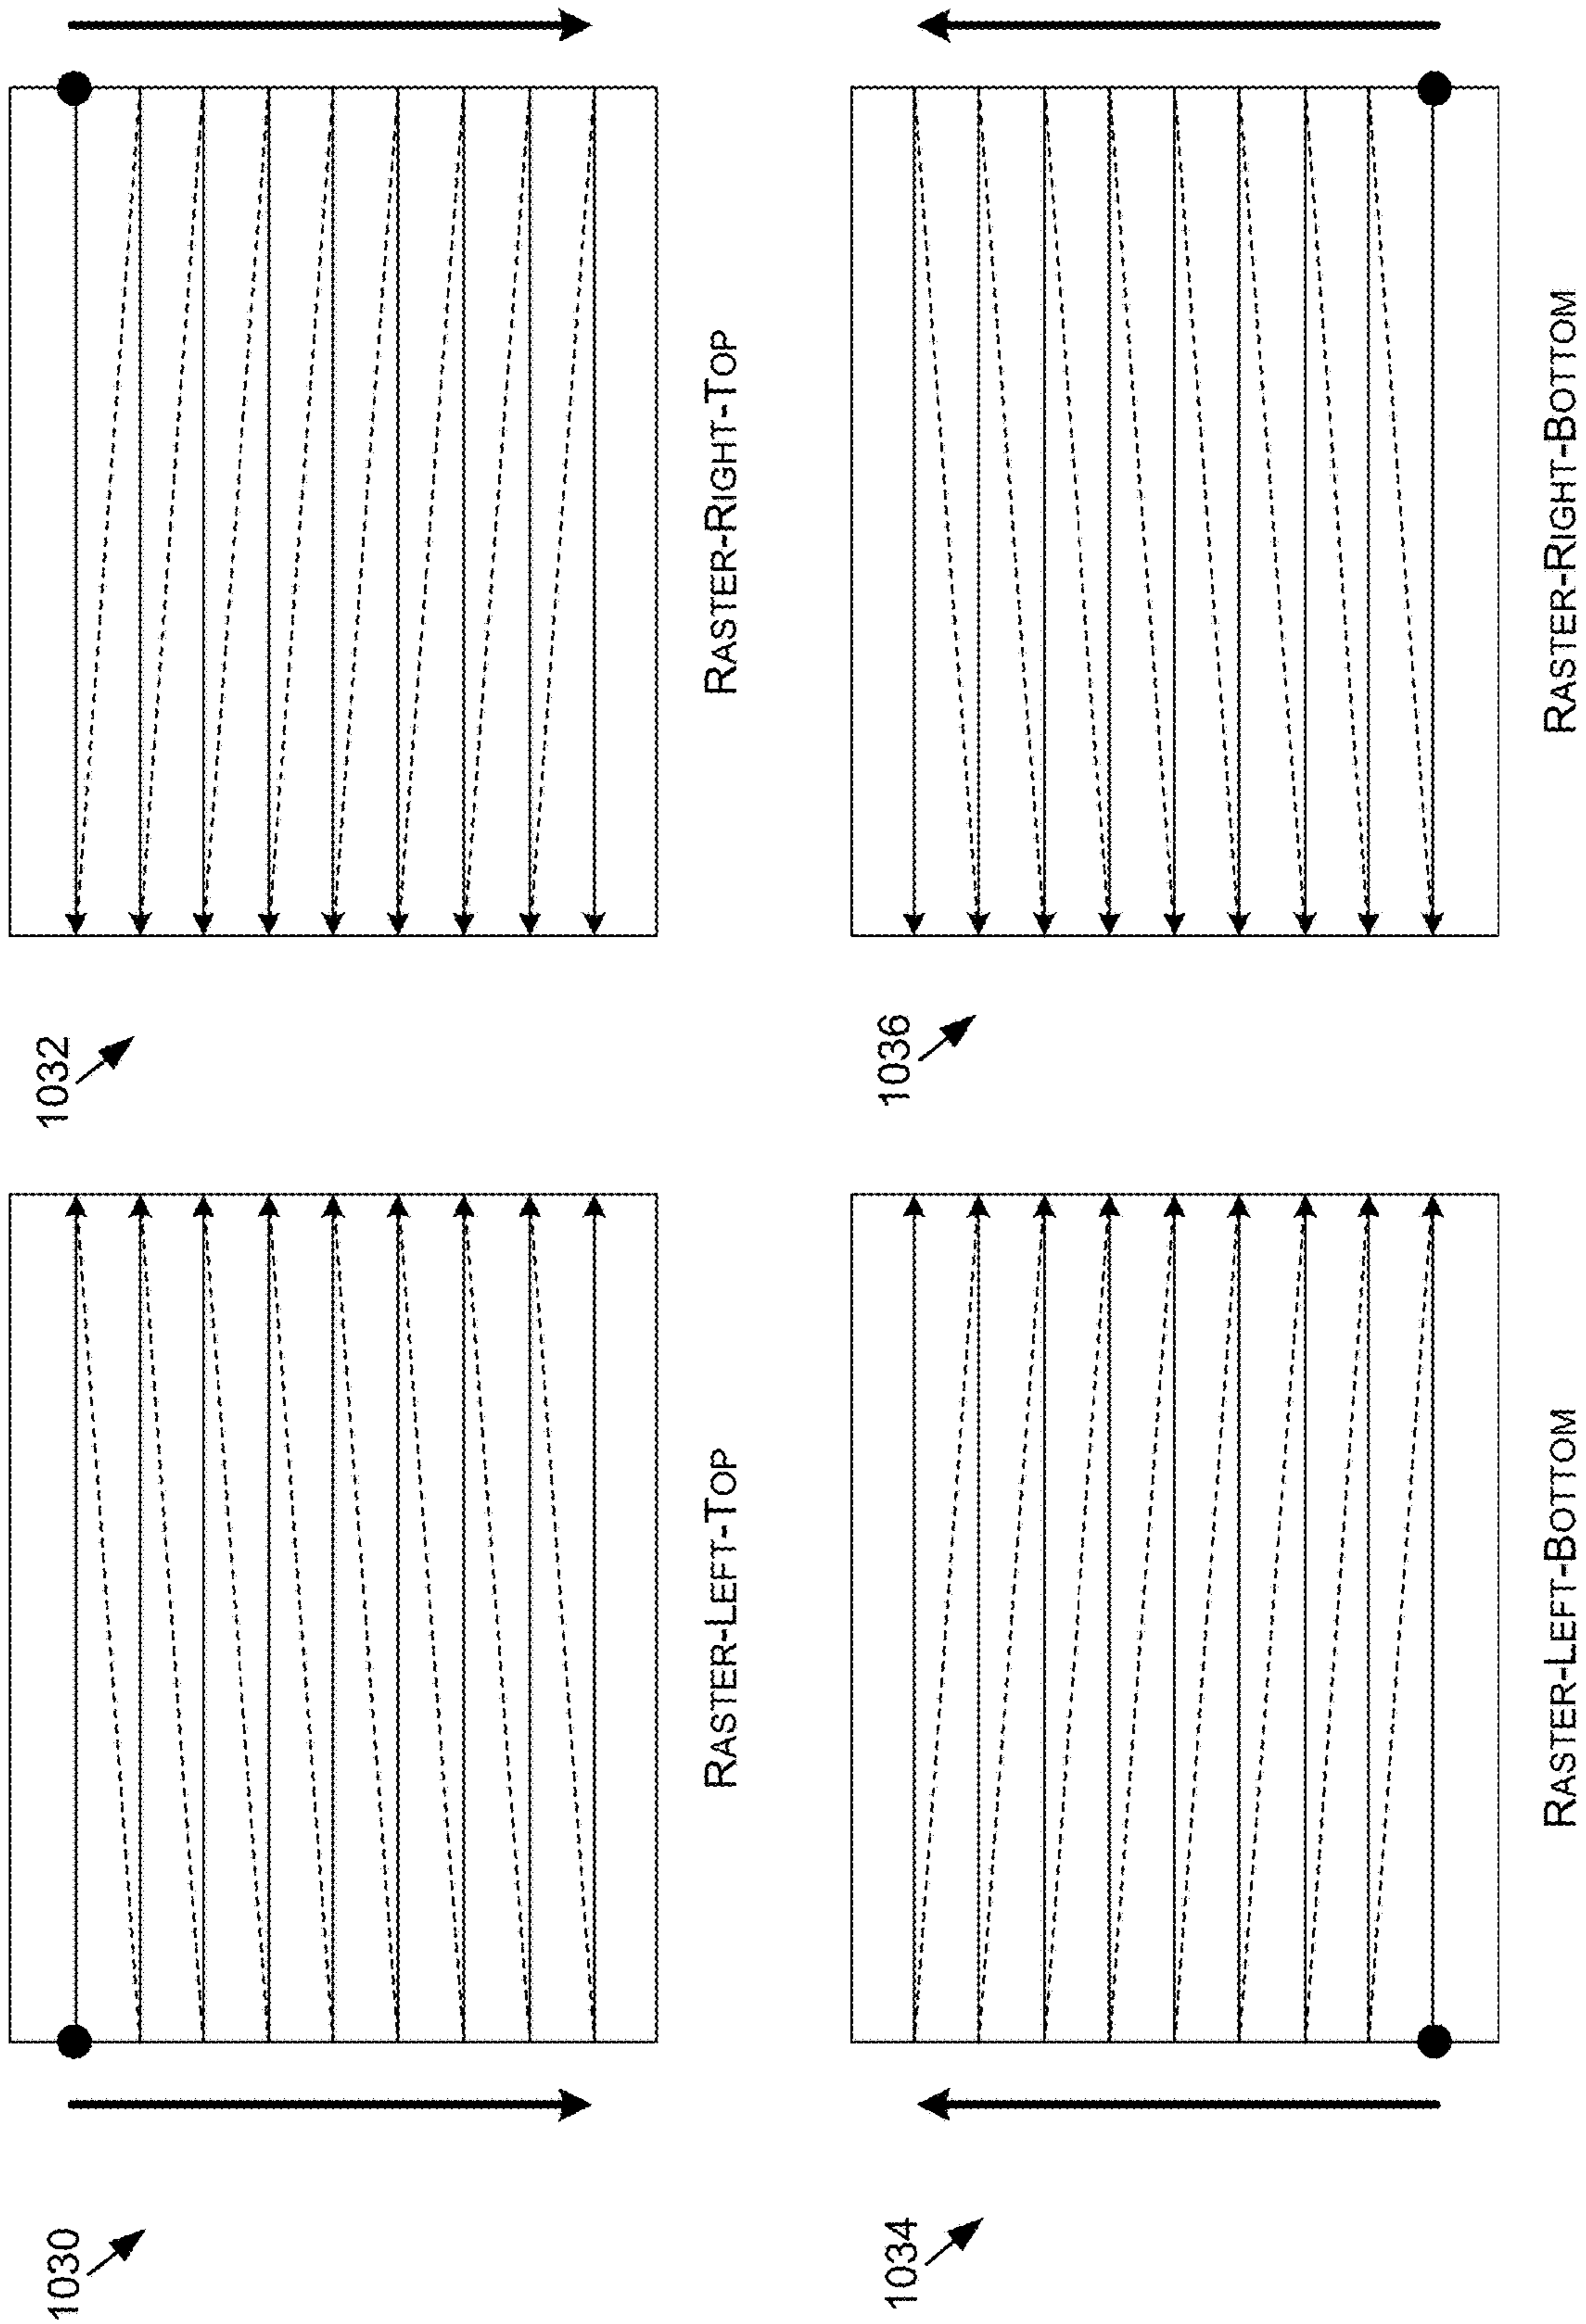 1030
1032
RASTER-LEFT-TOP
RASTER-RIGHT-TOP
1034
1036
RASTER-LEFT-BOTTOM
RASTER-RIGHT-BOTTOM